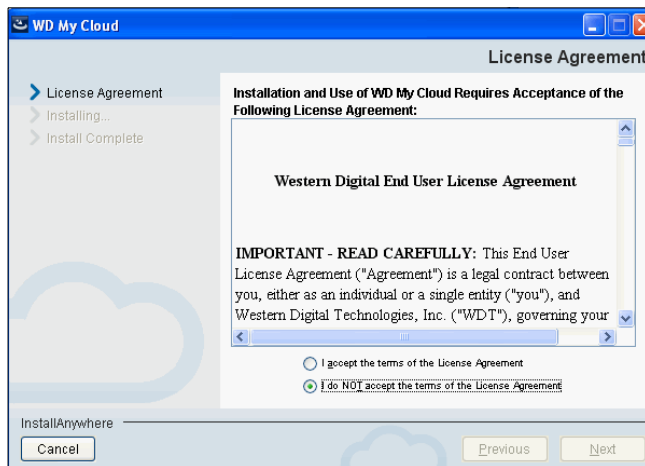 WD My Cloud
License Agreement
License Agreement
Installing...
Install Complete
Installation and Use of WD My Cloud Requires Acceptance of the
Following License Agreement:
Western Digital End User License Agreement
IMPORTANT - READ CAREFULLY: This End User
License Agreement ("Agreement") is a legal contract between
you, either as an individual or a single entity ("you"), and
Western Digital Technologies, Inc. ("WDT"), governing your
I accept the terms of the License Agreement
I do NOT accept the terms of the License Agreement
InstallAnywhere
Cancel
Previous
Next